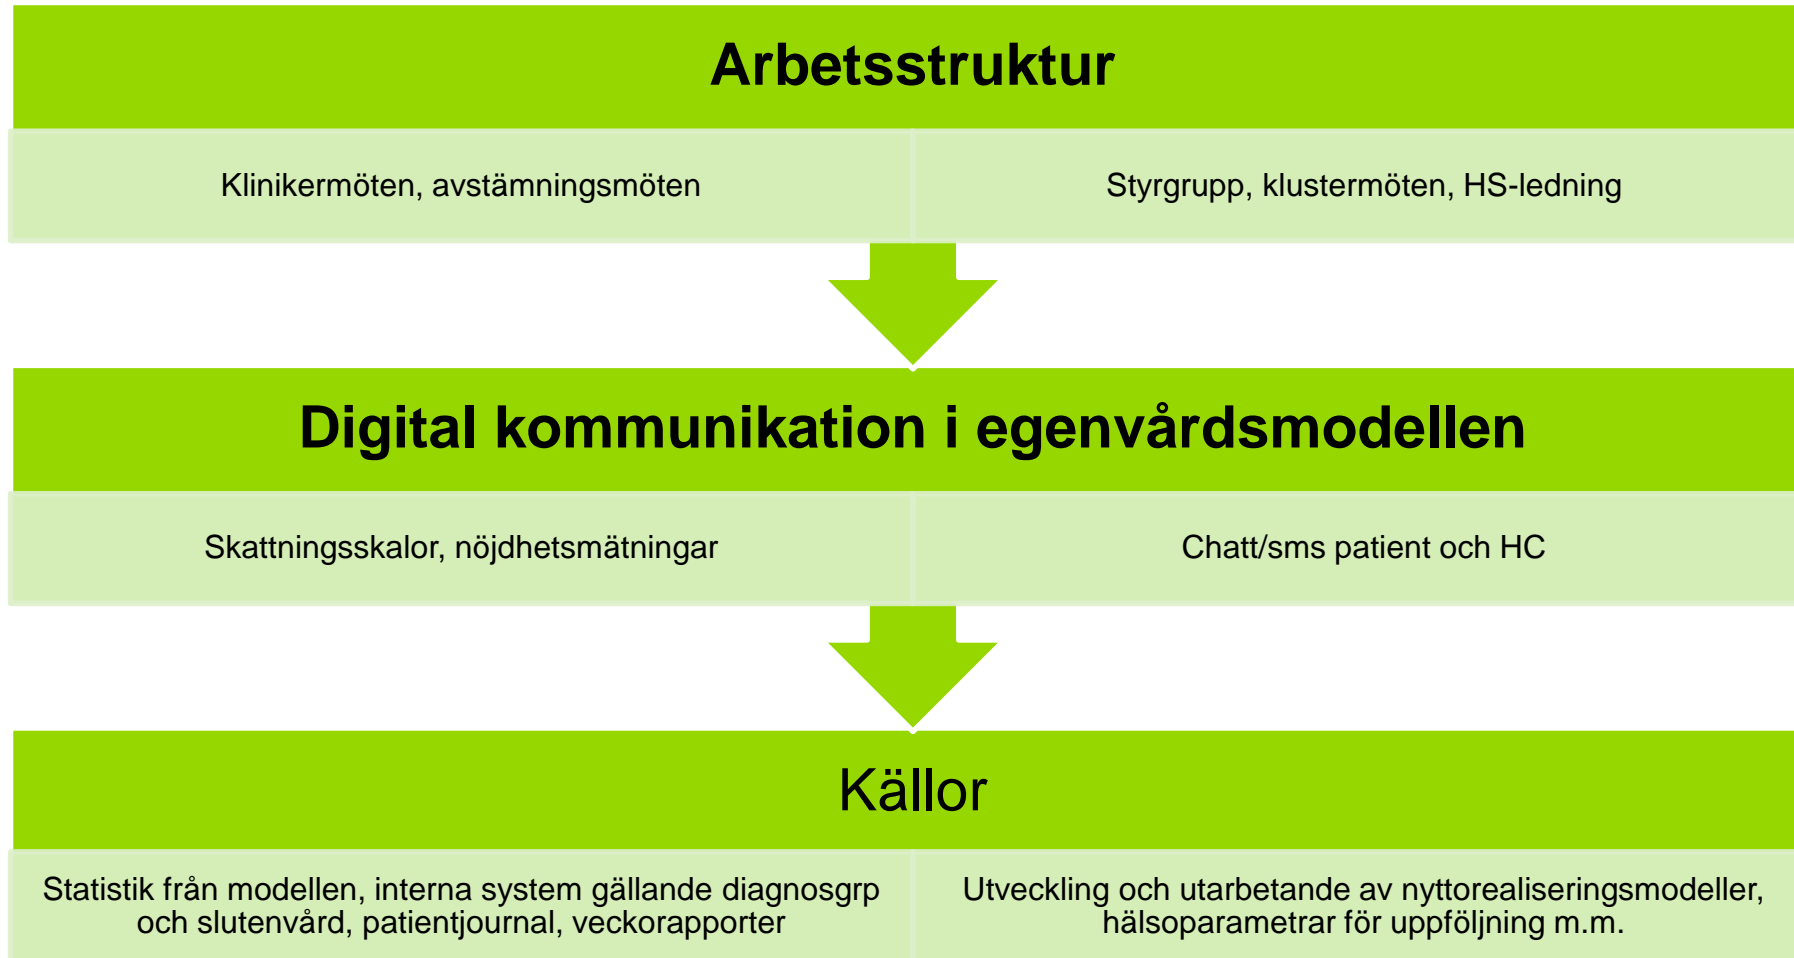 Arbetsstruktur
Klinikermöten, avstämningsmöten
Styrgrupp, klustermöten, HS-ledning
Digital kommunikation i egenvårdsmodellen
Skattningsskalor, nöjdhetsmätningar
Chatt/sms patient och HC
Källor
Statistik från modellen, interna system gällande diagnosgrp
och slutenvård, patientjournal, veckorapporter
Utveckling och utarbetande av nyttorealiseringsmodeller,
hälsoparametrar för uppföljning m.m.